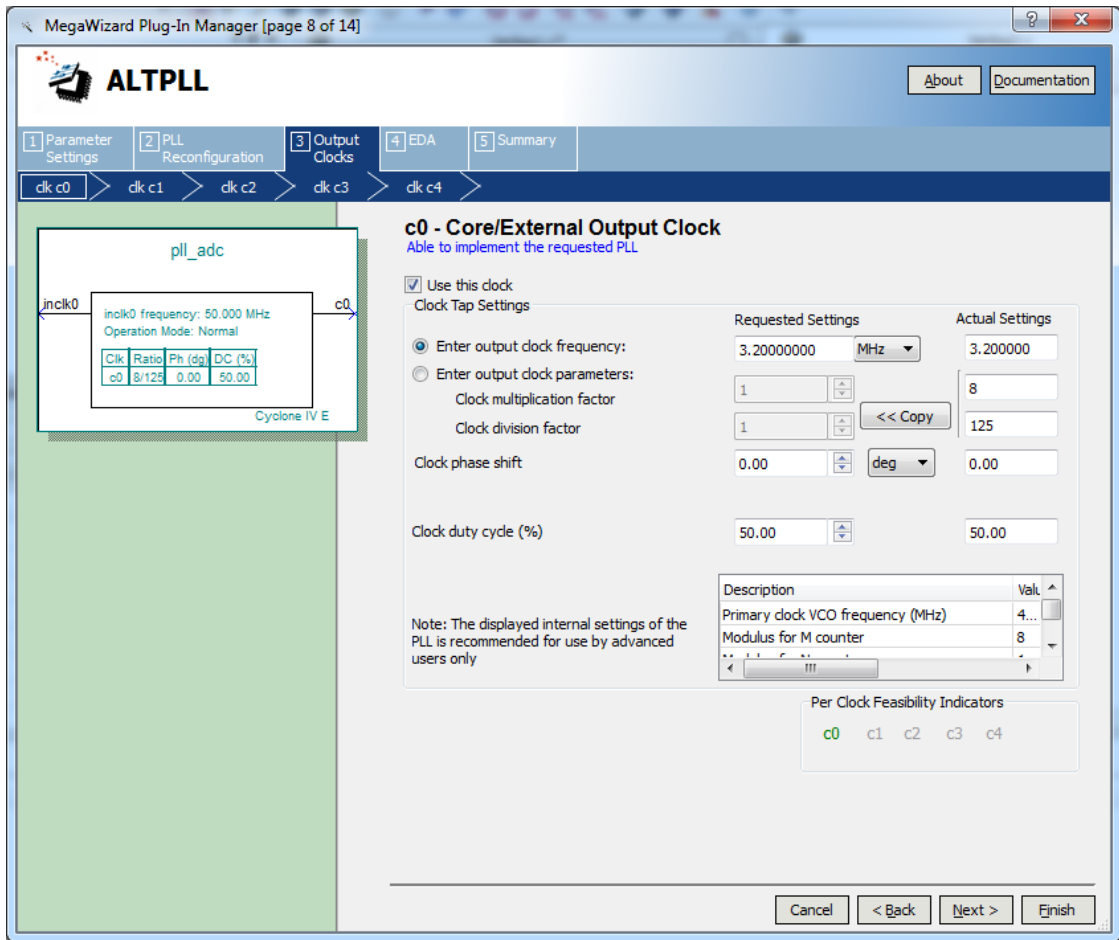 MegaWizard Plug-In Manager [page 8 of 14]
ALTPLL
About
Documentation
1 Parameter Settings
2 PLL Reconfiguration
3 Output Clocks
4 EDA
5 Summary
clk c0
clk c1
clk c2
clk c3
clk c4
pll_adc
inclk0
c0
inclk0 frequency: 50.000 MHz
Operation Mode: Normal
Clk Ratio Ph (dg) DC (%)
c0 8/125 0.00 50.00
Cyclone IV E
c0 - Core/External Output Clock
Able to implement the requested PLL
Use this clock
Clock Tap Settings
Requested Settings
Actual Settings
Enter output clock frequency:
3.20000000
MHz
3.200000
Enter output clock parameters:
Clock multiplication factor
1
8
<< Copy
Clock division factor
1
125
Clock phase shift
0.00
deg
0.00
Clock duty cycle (%)
50.00
50.00
Note: The displayed internal settings of the
PLL is recommended for use by advanced
users only
Description
Primary clock VCO frequency (MHz) 4...
Modulus for M counter 8
Per Clock Feasibility Indicators
c0 c1 c2 c3 c4
Cancel
< Back
Next >
Finish